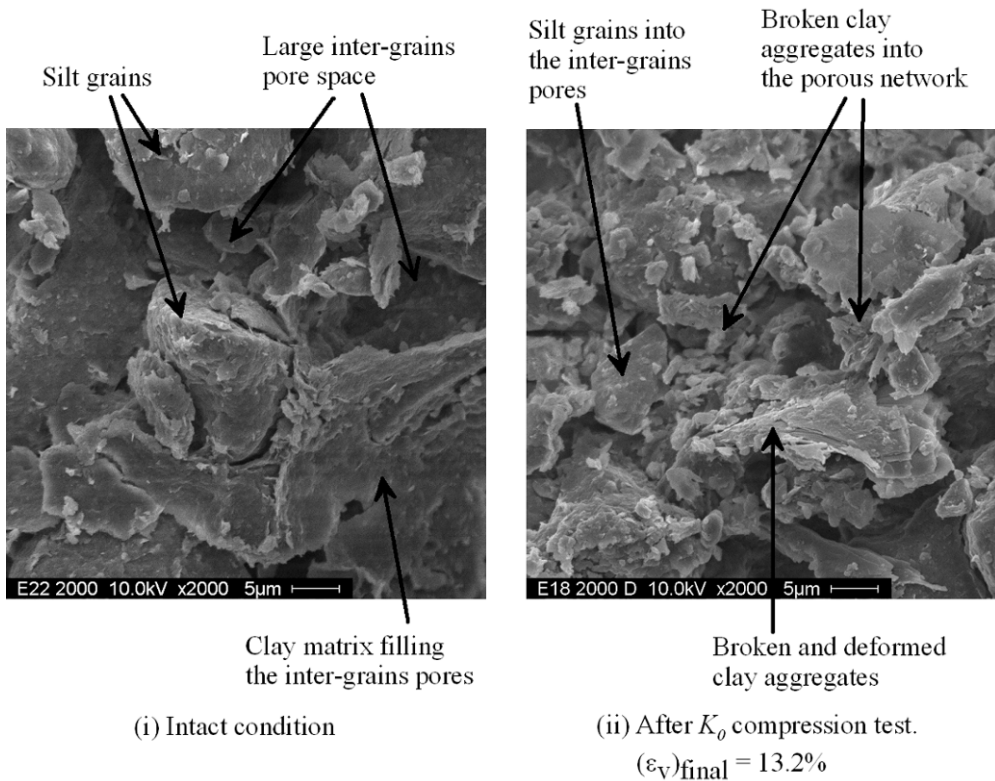 Silt grains
Large inter-grains
pore space
Silt grains into
the inter-grains
pores
Broken clay
aggregates into
the porous network
E22 2000 10.0kV x2000 5µm
E18 2000 D 10.0kV x2000 5µm
Clay matrix filling
the inter-grains pores
Broken and deformed
clay aggregates
(i) Intact condition
(ii) After K₀ compression test.
(εᵥ)final = 13.2%